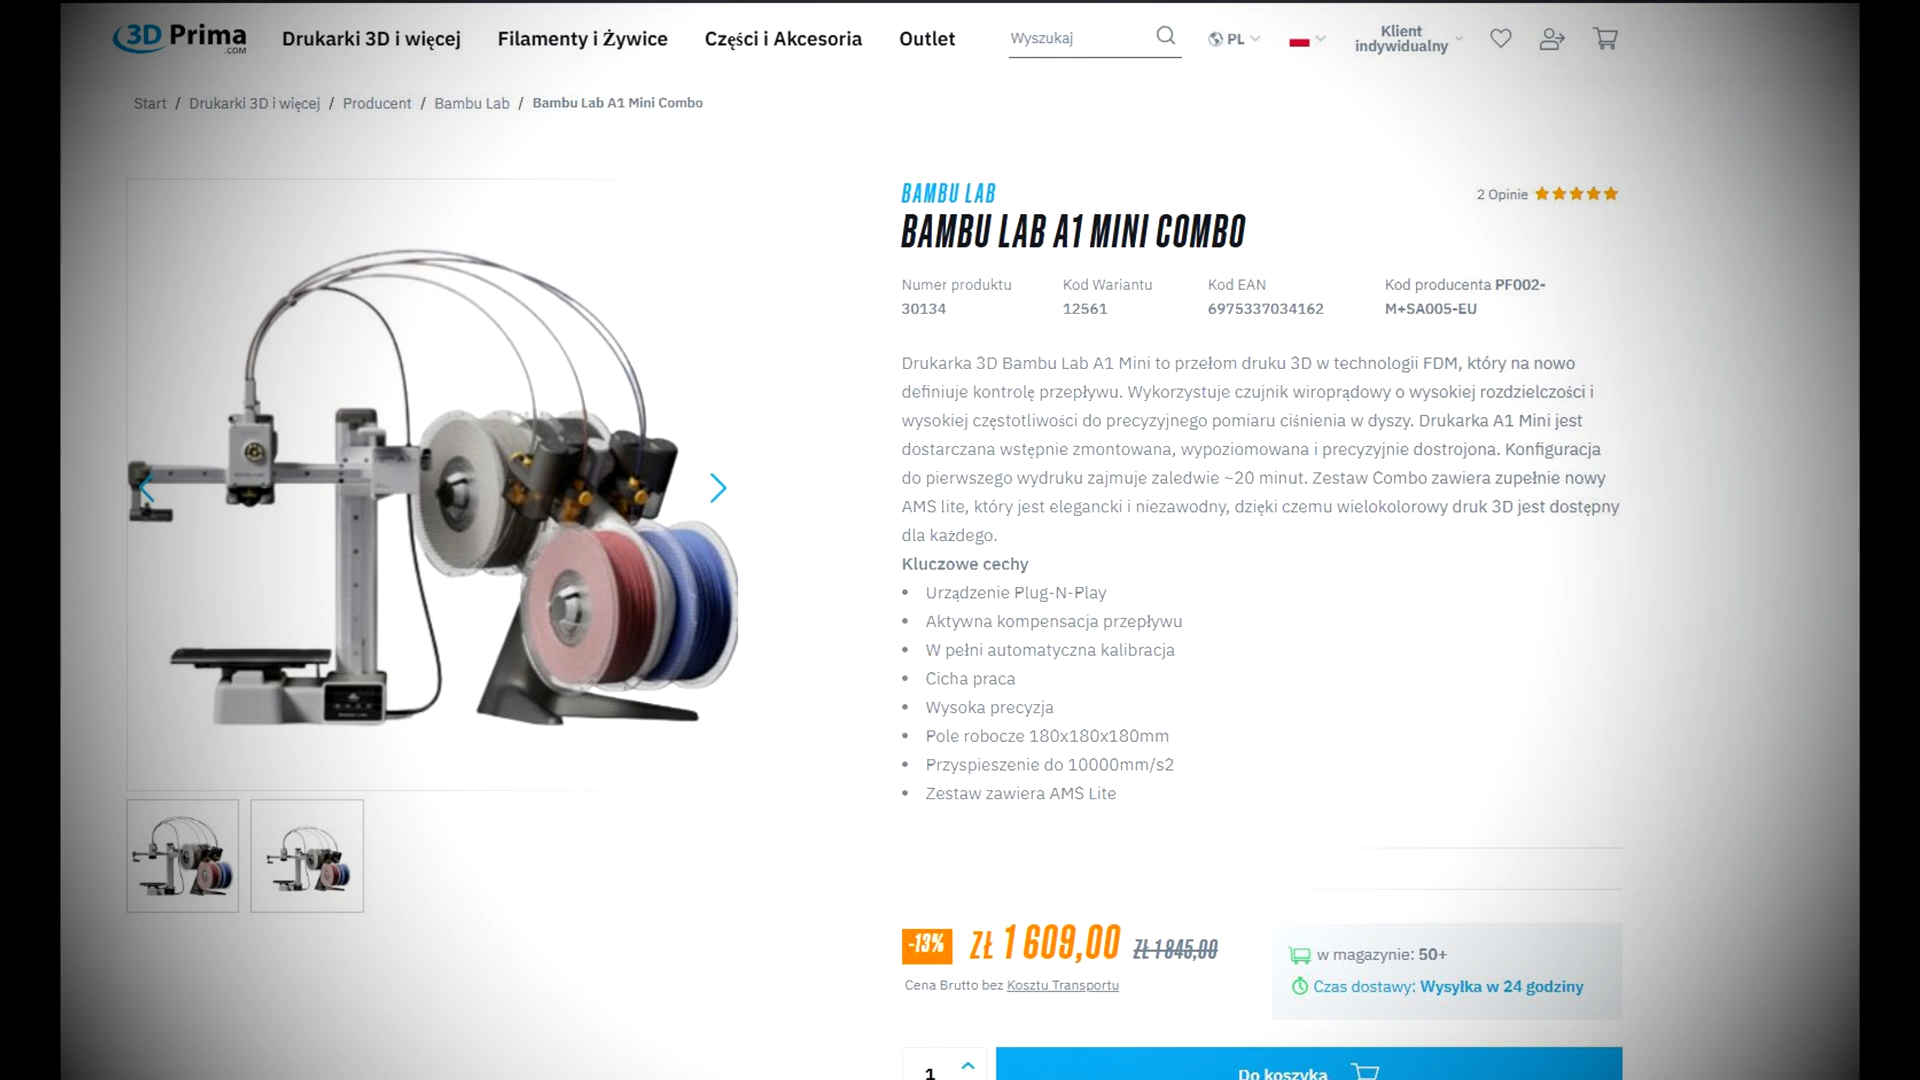 3D Prima .COM
Drukarki 3D i więcej
Filamenty i Żywice
Części i Akcesoria
Outlet
Wyszukaj
PL
Klient
indywidualny
Start / Drukarki 3D i więcej / Producent / Bambu Lab / Bambu Lab A1 Mini Combo
BAMBU LAB
2 Opinie
BAMBU LAB A1 MINI COMBO
Numer produktu
30134
Kod Wariantu
12561
Kod EAN
6975337034162
Kod producenta PF002-
M+SA005-EU
Drukarka 3D Bambu Lab A1 Mini to przełom druku 3D w technologii FDM, który na nowo
definiuje kontrolę przepływu. Wykorzystuje czujnik wiroprądowy o wysokiej rozdzielczości i
wysokiej częstotliwości do precyzyjnego pomiaru ciśnienia w dyszy. Drukarka A1 Mini jest
dostarczana wstępnie zmontowana, wypoziomowana i precyzyjnie dostrojona. Konfiguracja
do pierwszego wydruku zajmuje zaledwie ~20 minut. Zestaw Combo zawiera zupełnie nowy
AMS lite, który jest elegancki i niezawodny, dzięki czemu wielokolorowy druk 3D jest dostępny
dla każdego.
Kluczowe cechy
• Urządzenie Plug-N-Play
• Aktywna kompensacja przepływu
• W pełni automatyczna kalibracja
• Cicha praca
• Wysoka precyzja
• Pole robocze 180x180x180mm
• Przyspieszenie do 10000mm/s2
• Zestaw zawiera AMS Lite
-13% ZŁ 1 609,00 ZŁ 1 845,00
Cena Brutto bez Kosztu Transportu
w magazynie: 50+
Czas dostawy: Wysyłka w 24 godziny
1
Do koszyka